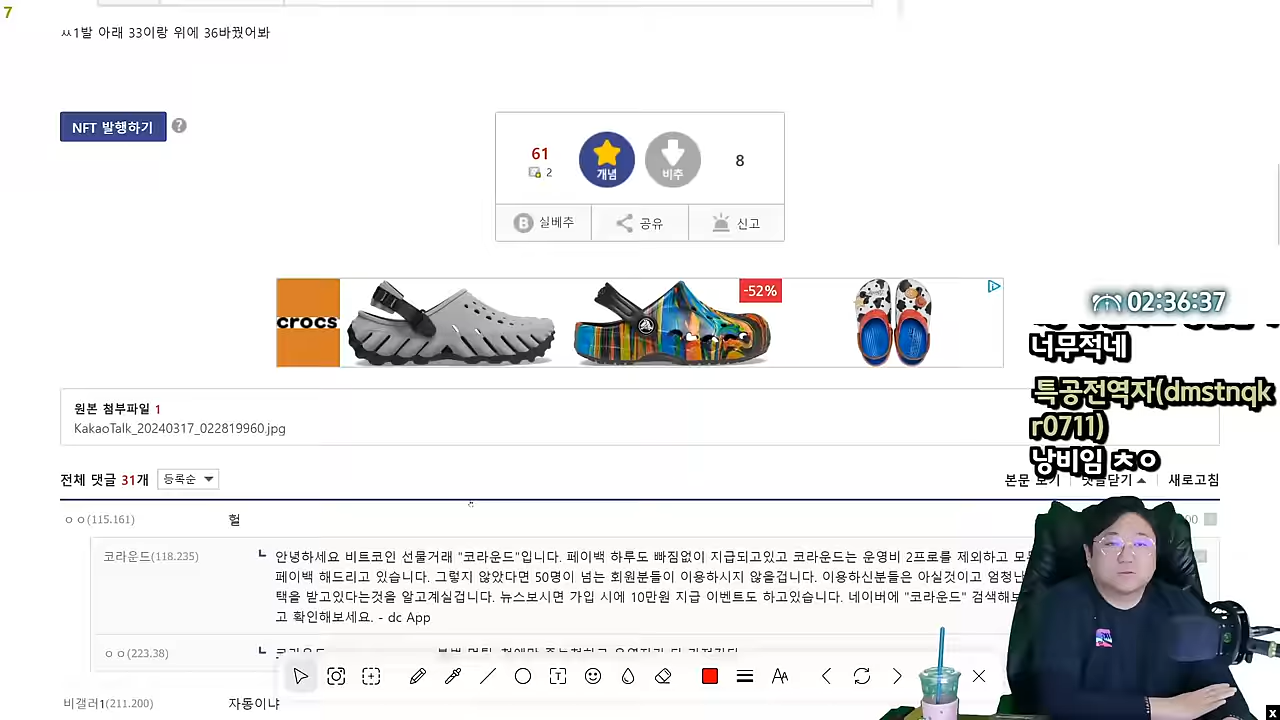 7
ㅆ1발 아래 33이랑 위에 36바꿨어봐
NFT 발행하기 ?
61
2
개념
비추
8
실베추
공유
신고
crocs
-52%
02:36:37
너무적네
특공전역자(dmstnqk
r0711)
낭비임 ㅊㅇ
원본 첨부파일 1
KakaoTalk_20240317_022819960.jpg
전체 댓글 31개 등록순
본문 보기 댓글닫기 새로고침
ㅇㅇ(115.161) 헐
코라운드(118.235) 안녕하세요 비트코인 선물거래 "코라운드"입니다. 페이백 하루도 빠짐없이 지급되고있고 코라운드는 운영비 2프로를 제외하고
페이백 해드리고 있습니다. 그렇지 않았다면 50명이 넘는 회원분들이 이용하시지 않을겁니다. 이용하신분들은 아실것이고 엄청난
택을 받고있다는것을 알고계실겁니다. 뉴스보시면 가입 시에 10만원 지급 이벤트도 하고있습니다. 네이버에 "코라운드" 검색해보
고 확인해보세요. - dc App
ㅇㅇ(223.38)
비갤러1(211.200) 자동이냐